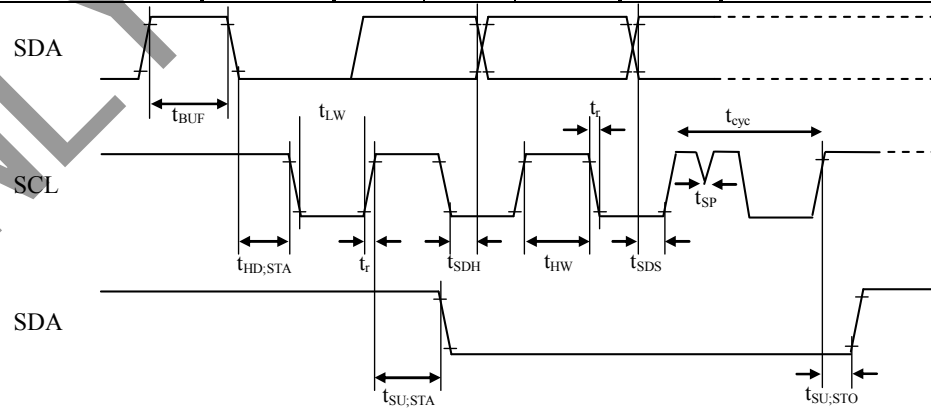 SDA
tBUF
tLW
tr
tcyc
SCL
tSP
tHD;STA
tr
tSDH
tHW
tSDS
SDA
tSU;STA
tSU;STO